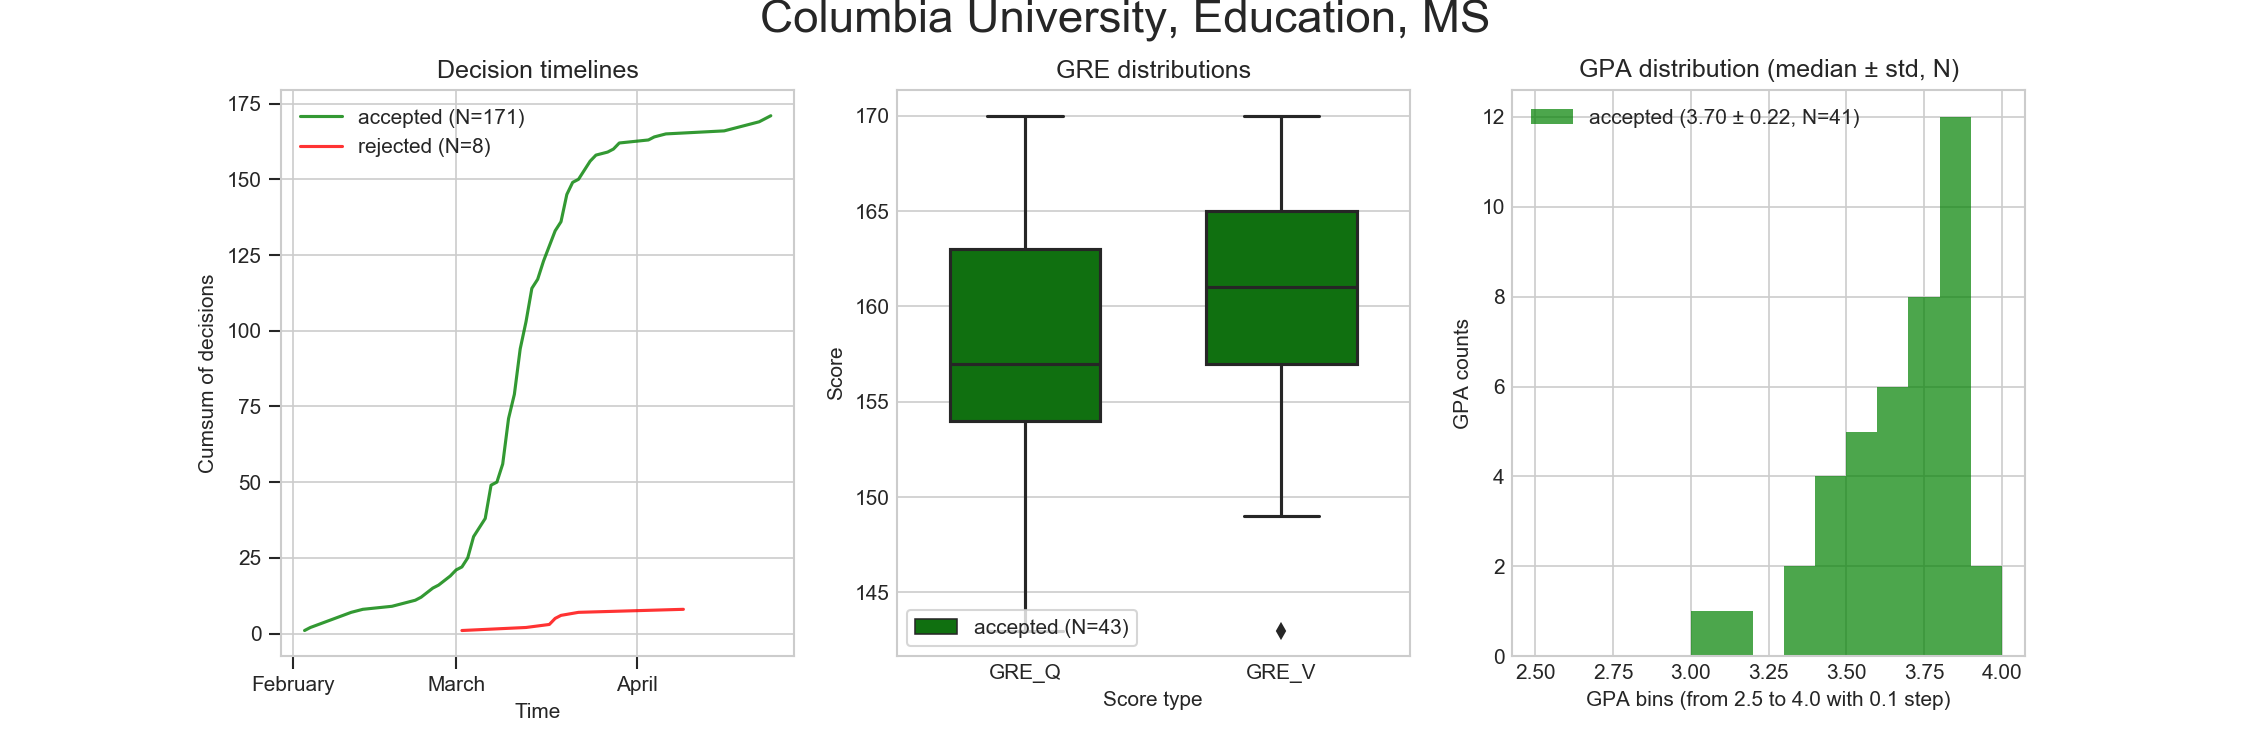 Columbia University, Education, MS
Decision timelines
accepted (N=171)
rejected (N=8)
Cumsum of decisions
175
150
125
100
75
50
25
0
February March April
Time
GRE distributions
Score
170
165
160
155
150
145
accepted (N=43)
GRE_Q GRE_V
Score type
GPA distribution (median ± std, N)
accepted (3.70 ± 0.22, N=41)
GPA counts
12
10
8
6
4
2
0
2.50 2.75 3.00 3.25 3.50 3.75 4.00
GPA bins (from 2.5 to 4.0 with 0.1 step)